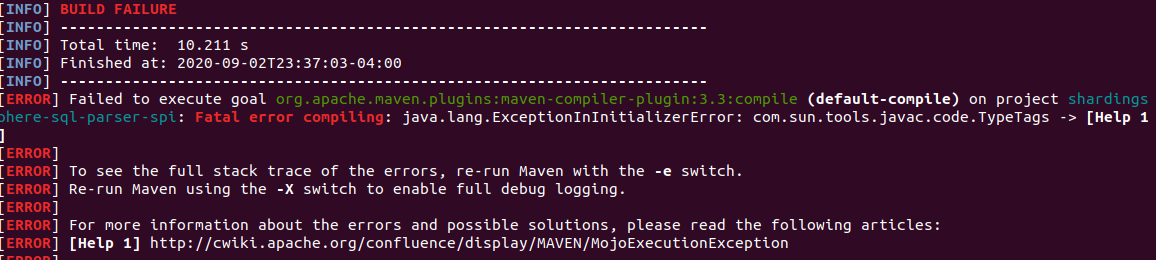 [INFO] BUILD FAILURE
[INFO] ------------------------------------------------------------------------
[INFO] Total time:  10.211 s
[INFO] Finished at: 2020-09-02T23:37:03-04:00
[INFO] ------------------------------------------------------------------------
[ERROR] Failed to execute goal org.apache.maven.plugins:maven-compiler-plugin:3.3:compile (default-compile) on project shardings
phere-sql-parser-spi: Fatal error compiling: java.lang.ExceptionInInitializerError: com.sun.tools.javac.code.TypeTags -> [Help 1
]
[ERROR]
[ERROR] To see the full stack trace of the errors, re-run Maven with the -e switch.
[ERROR] Re-run Maven using the -X switch to enable full debug logging.
[ERROR]
[ERROR] For more information about the errors and possible solutions, please read the following articles:
[ERROR] [Help 1] http://cwiki.apache.org/confluence/display/MAVEN/MojoExecutionException
[ERROR]